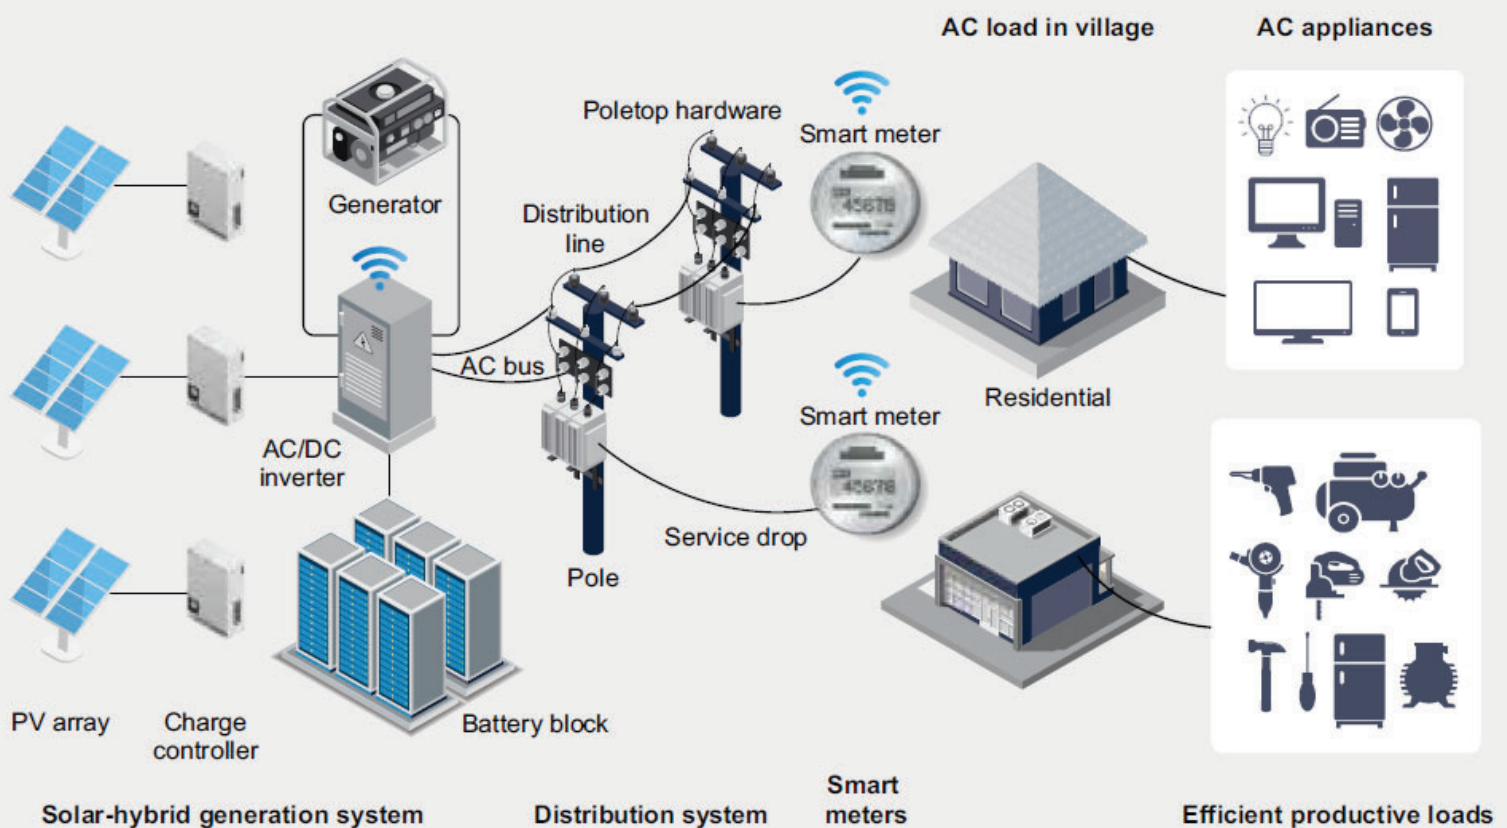 AC load in village
AC appliances
Poletop hardware
Smart meter
Generator
Distribution
line
45678
AC bus
Smart meter
Residential
AC/DC
inverter
45678
Service drop
Pole
PV array
Charge
controller
Battery block
Solar-hybrid generation system
Distribution system
Smart
meters
Efficient productive loads